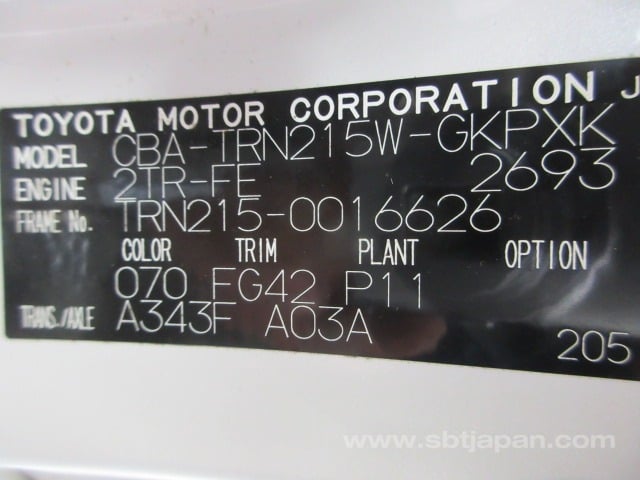 TOYOTA MOTOR CORPORATION J
MODEL CBA-TRN215W-GKPXK
ENGINE 2TR-FE 2693
FRAME No. TRN215-0016626
COLOR TRIM PLANT OPTION
070 FG42 P11
TRANS./AXLE A343F A03A
205
www.sbtjapan.com